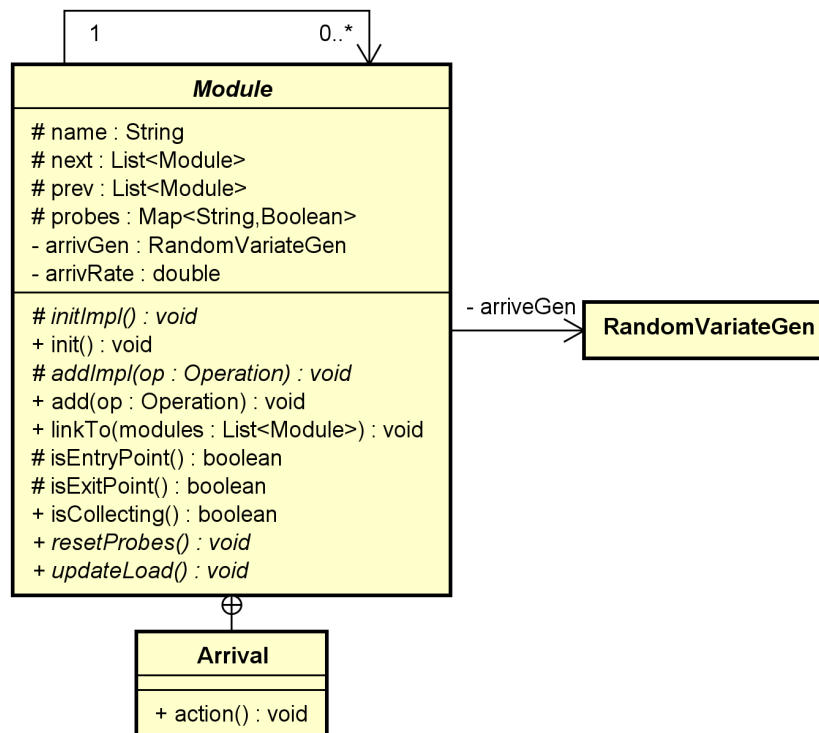 1 0..*
Module
# name : String
# next : List<Module>
# prev : List<Module>
# probes : Map<String,Boolean>
- arrivGen : RandomVariateGen
- arrivRate : double
# initImpl() : void
+ init() : void
# addImpl(op : Operation) : void
+ add(op : Operation) : void
+ linkTo(modules : List<Module>) : void
# isEntryPoint() : boolean
# isExitPoint() : boolean
+ isCollecting() : boolean
+ resetProbes() : void
+ updateLoad() : void
- arriveGen
RandomVariateGen
Arrival
+ action() : void